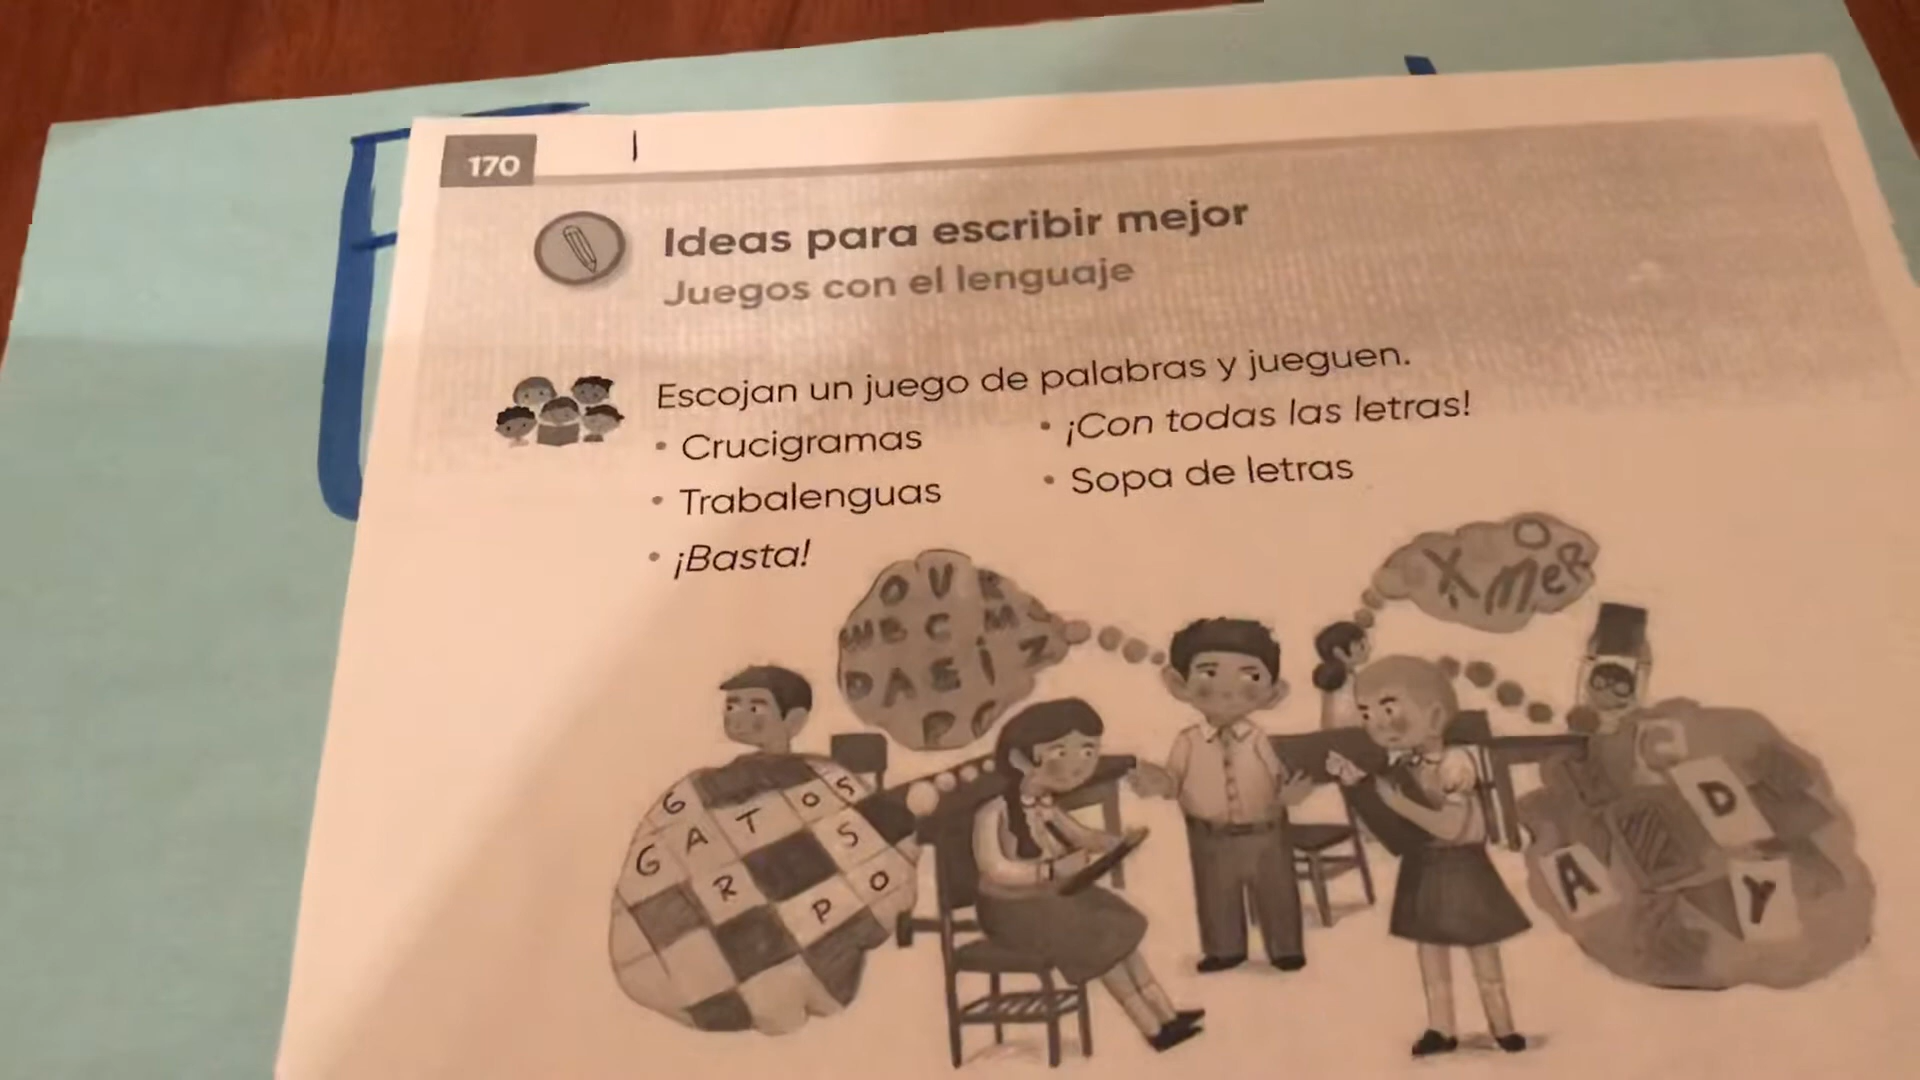 170
Ideas para escribir mejor
Juegos con el lenguaje
Escojan un juego de palabras y jueguen.
• Crucigramas
• Trabalenguas
• ¡Basta!
• ¡Con todas las letras!
• Sopa de letras
X O
MeR
O V R
W B C M
D A E i Z
G A T O S
G R S
P O
D
A Y